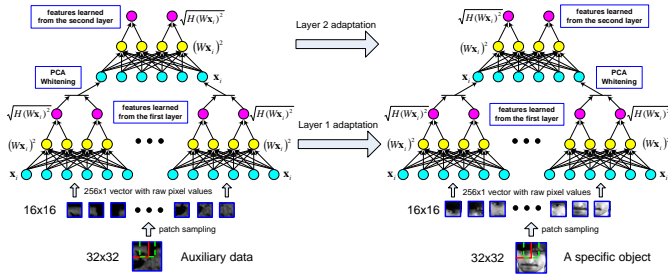 features learned
from the second layer
√H(Wx_i)²
(Wx_i)²
x_i
PCA
Whitening
√H(Wx_i)²
features learned
from the first layer
√H(Wx_i)²
(Wx_i)²
(Wx_i)²
x_i
x_i
256x1 vector with raw pixel values
16x16
patch sampling
32x32
Auxiliary data
Layer 2 adaptation
Layer 1 adaptation
√H(Wx_i)²
features learned
from the second layer
(Wx_i)²
x_i
PCA
Whitening
√H(Wx_i)²
features learned
from the first layer
√H(Wx_i)²
(Wx_i)²
(Wx_i)²
x_i
x_i
256x1 vector with raw pixel values
16x16
patch sampling
32x32
A specific object